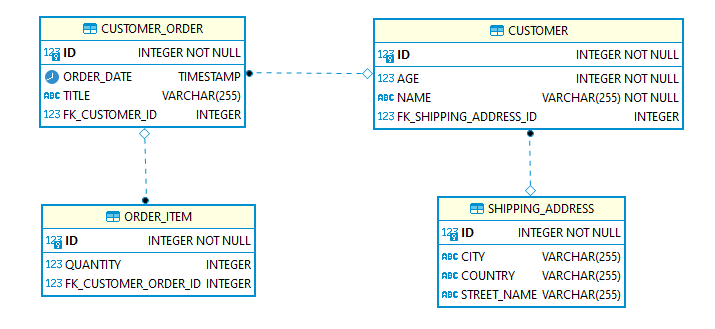 CUSTOMER_ORDER
123 ID INTEGER NOT NULL
ORDER_DATE TIMESTAMP
ABC TITLE VARCHAR(255)
123 FK_CUSTOMER_ID INTEGER
CUSTOMER
123 ID INTEGER NOT NULL
123 AGE INTEGER NOT NULL
ABC NAME VARCHAR(255) NOT NULL
123 FK_SHIPPING_ADDRESS_ID INTEGER
ORDER_ITEM
123 ID INTEGER NOT NULL
123 QUANTITY INTEGER
123 FK_CUSTOMER_ORDER_ID INTEGER
SHIPPING_ADDRESS
123 ID INTEGER NOT NULL
ABC CITY VARCHAR(255)
ABC COUNTRY VARCHAR(255)
ABC STREET_NAME VARCHAR(255)